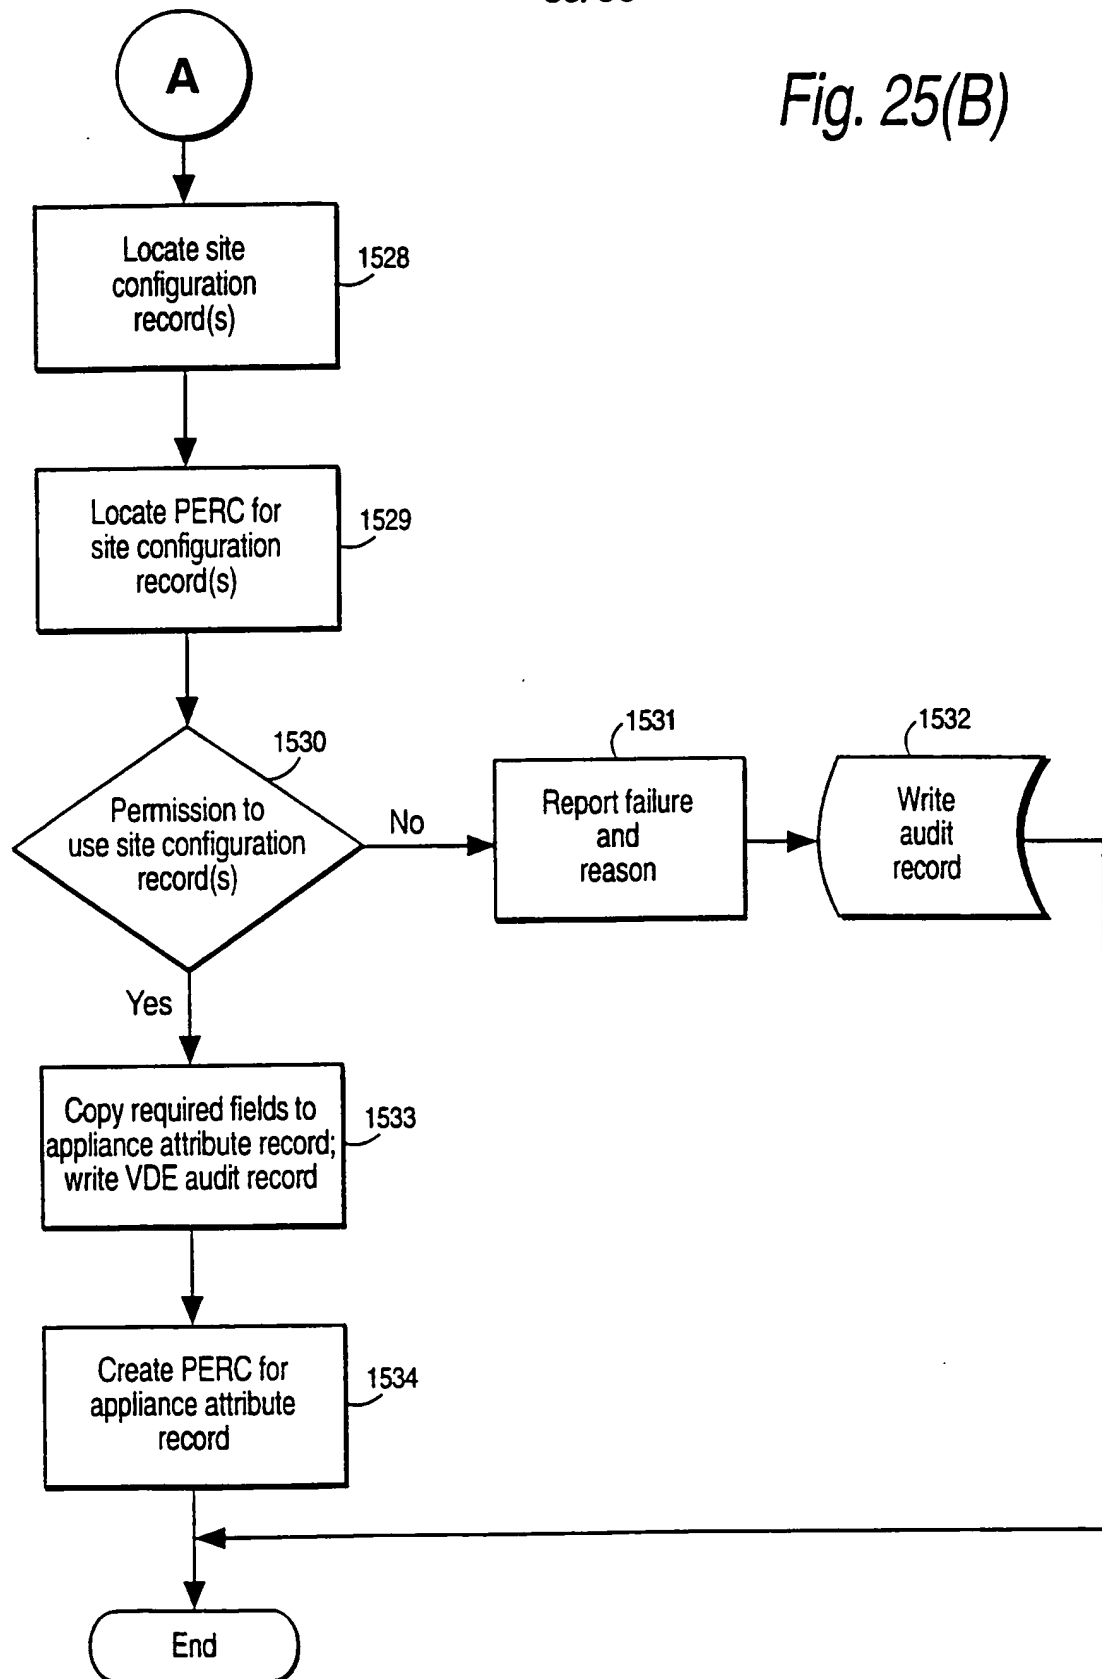 Fig. 25(B)
A
Locate site
configuration
record(s)
1528
Locate PERC for
site configuration
record(s)
1529
1530
Permission to
use site configuration
record(s)
No
1531
Report failure
and
reason
1532
Write
audit
record
Yes
Copy required fields to
appliance attribute record;
write VDE audit record
1533
Create PERC for
appliance attribute
record
1534
End